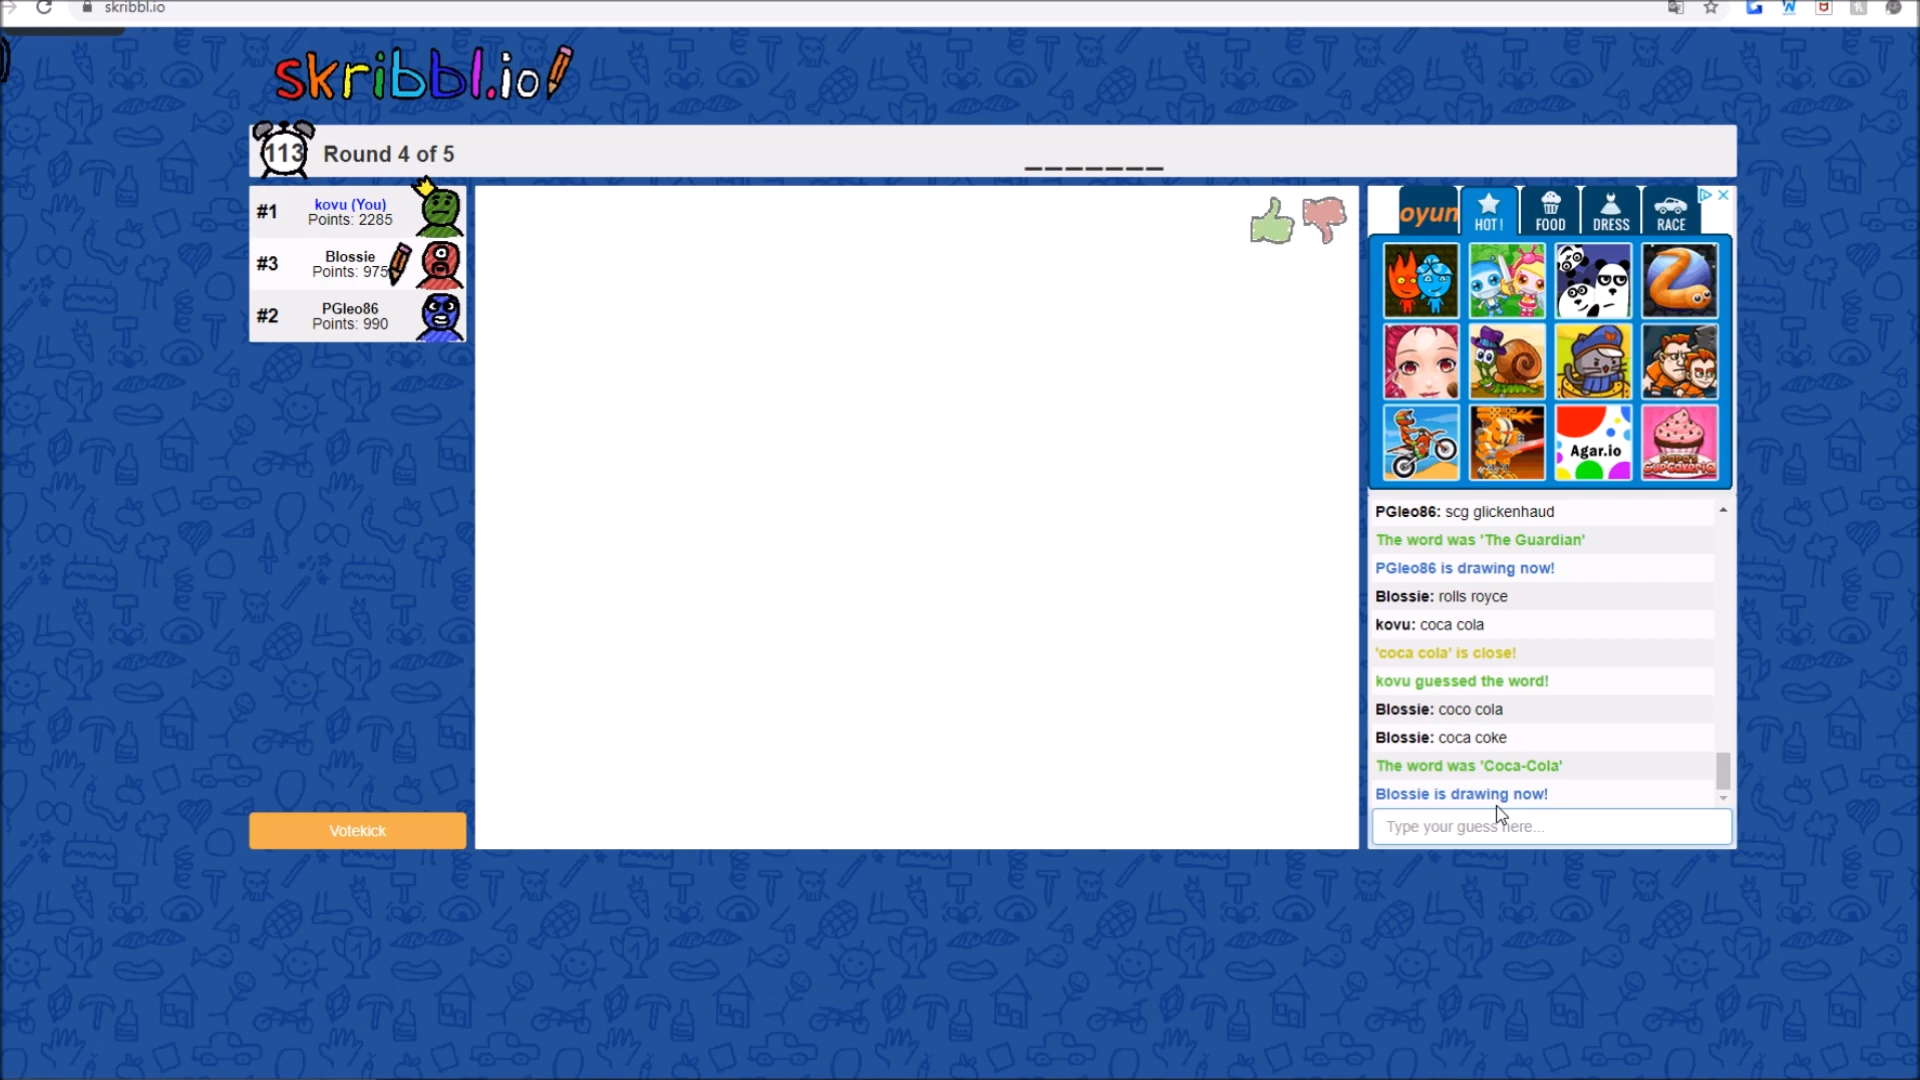 skribbl.io
skribbl.io
113
Round 4 of 5
_ _ _ _ _ _ _
#1
kovu (You)
Points: 2285
#3
Blossie
Points: 975
#2
PGleo86
Points: 990
Votekick
oyun
HOT!
FOOD
DRESS
RACE
Agar.io
PGleo86: scg glickenhaud
The word was 'The Guardian'
PGleo86 is drawing now!
Blossie: rolls royce
kovu: coca cola
'coca cola' is close!
kovu guessed the word!
Blossie: coco cola
Blossie: coca coke
The word was 'Coca-Cola'
Blossie is drawing now!
Type your guess here...